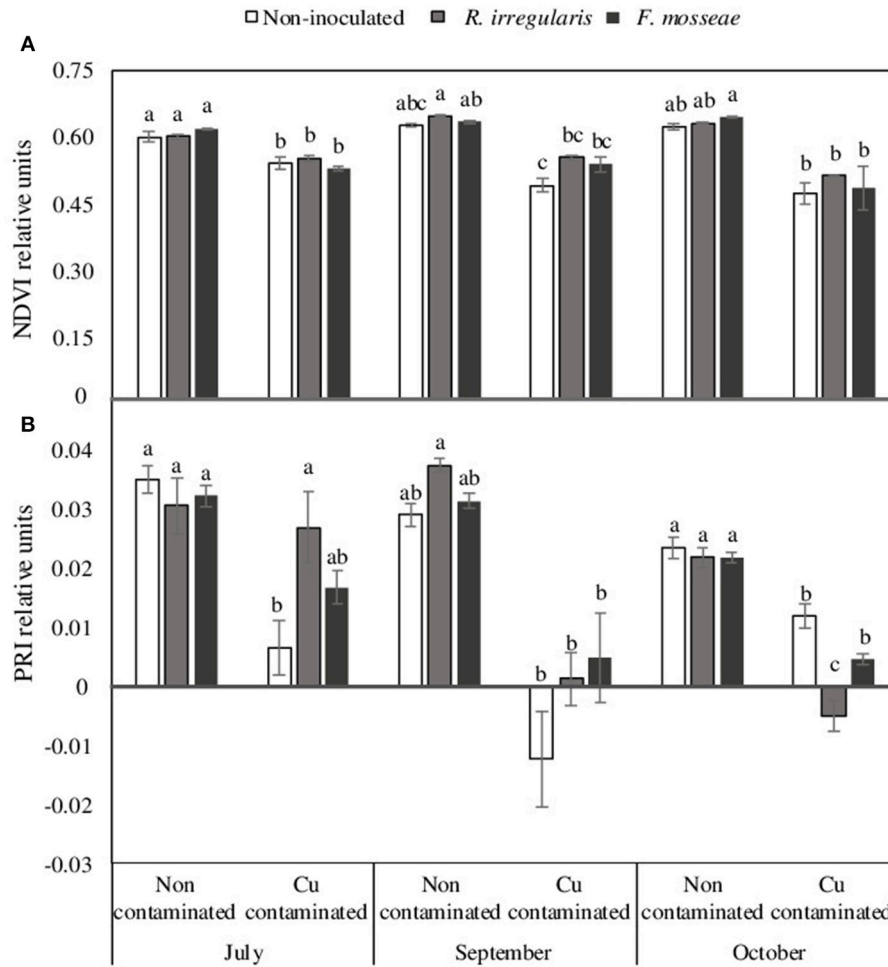 Non-inoculated R. irregularis F. mosseae
A
NDVI relative units
0.75
0.60
0.45
0.30
0.15
0
a a a b b b abc a ab c bc bc ab ab a b b b
B
PRI relative units
0.04
0.03
0.02
0.01
0
-0.01
-0.02
-0.03
a a a b a ab ab a ab b b b a a a b c b
Non Cu Non Cu Non Cu
contaminated contaminated contaminated contaminated contaminated contaminated
July September October